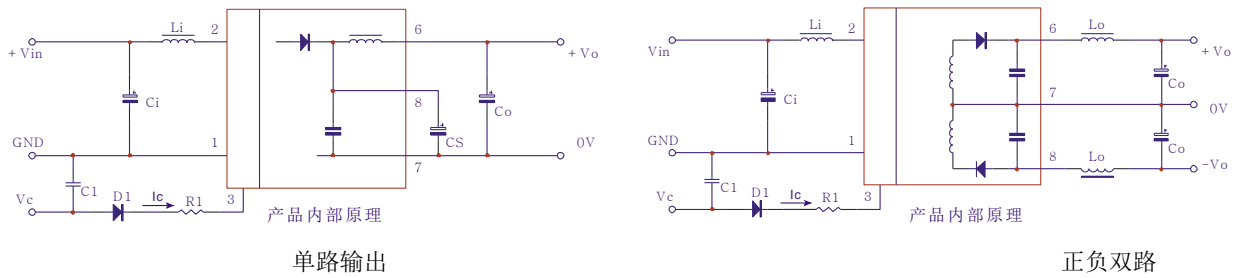 Li 2 6
+Vin +Vo
Ci 8 Co
CS
GND 1 0V
7
C1
Vc D1 Ic R1 3
产品内部原理
单路输出
Li 2 6 Lo
Vin +Vo
Co
Ci 7
0V
GND 1 Co
8 Lo -Vo
C1
Vc D1 Ic R1 3
产品内部原理
正负双路